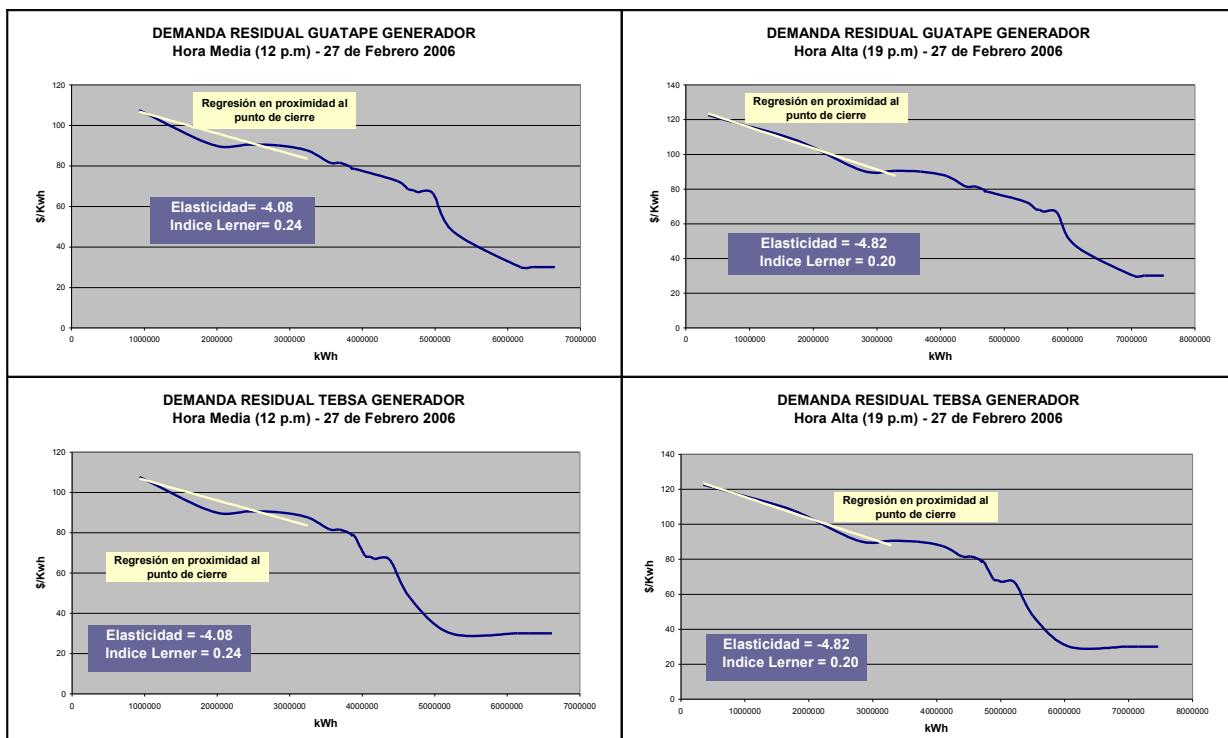 DEMANDA RESIDUAL GUATAPE GENERADOR
Hora Media (12 p.m) - 27 de Febrero 2006
120
100
80
60
40
20
0
$/Kwh
Regresión en proximidad al
punto de cierre
Elasticidad= -4.08
Indice Lerner= 0.24
0 1000000 2000000 3000000 4000000 5000000 6000000 7000000
kWh
DEMANDA RESIDUAL GUATAPE GENERADOR
Hora Alta (19 p.m) - 27 de Febrero 2006
140
120
100
80
60
40
20
0
$/Kwh
Regresión en proximidad al
punto de cierre
Elasticidad = -4.82
Indice Lerner = 0.20
0 1000000 2000000 3000000 4000000 5000000 6000000 7000000 8000000
kWh
DEMANDA RESIDUAL TEBSA GENERADOR
Hora Media (12 p.m) - 27 de Febrero 2006
120
100
80
60
40
20
0
$/Kwh
Regresión en proximidad al
punto de cierre
Elasticidad = -4.08
Indice Lerner = 0.24
0 1000000 2000000 3000000 4000000 5000000 6000000 7000000
kWh
DEMANDA RESIDUAL TEBSA GENERADOR
Hora Alta (19 p.m) - 27 de Febrero 2006
140
120
100
80
60
40
20
0
$/Kwh
Regresión en proximidad al
punto de cierre
Elasticidad = -4.82
Indice Lerner = 0.20
0 1000000 2000000 3000000 4000000 5000000 6000000 7000000 8000000
kWh